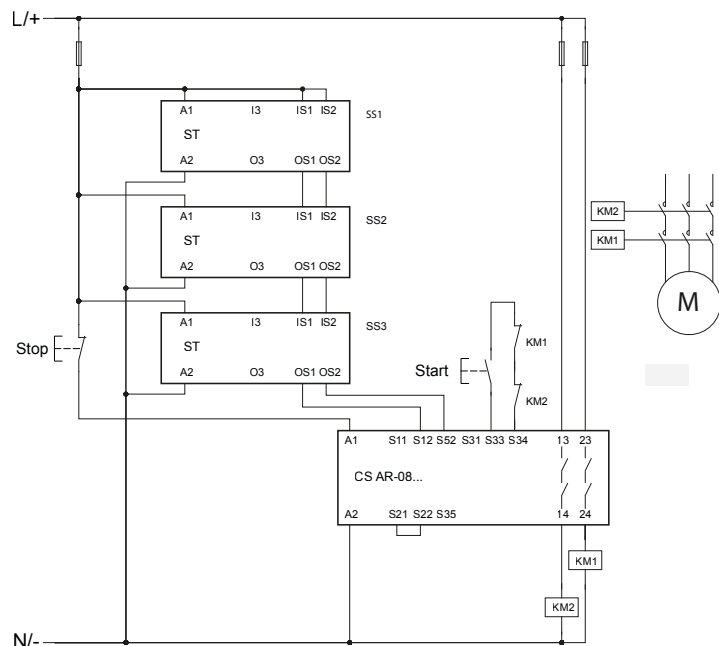 L/+
A1 I3 IS1 IS2 SS1
ST
A2 O3 OS1 OS2
A1 I3 IS1 IS2 SS2
ST
A2 O3 OS1 OS2
KM2
KM1
M
A1 I3 IS1 IS2 SS3
ST
A2 O3 OS1 OS2
Stop
KM1
Start
KM2
A1 S11 S12 S52 S31 S33 S34 13 23
CS AR-08...
A2 S21 S22 S35 14 24
KM1
KM2
N/-